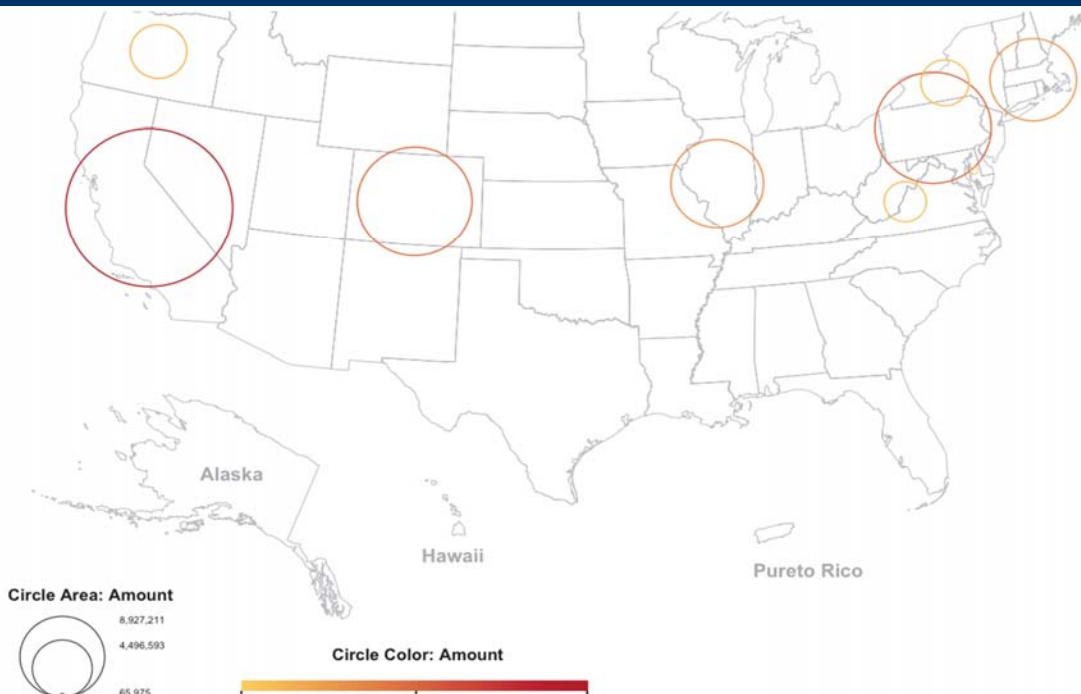 Alaska
Hawaii
Pureto Rico
Circle Area: Amount
8,927,211
4,496,593
65,975
Circle Color: Amount